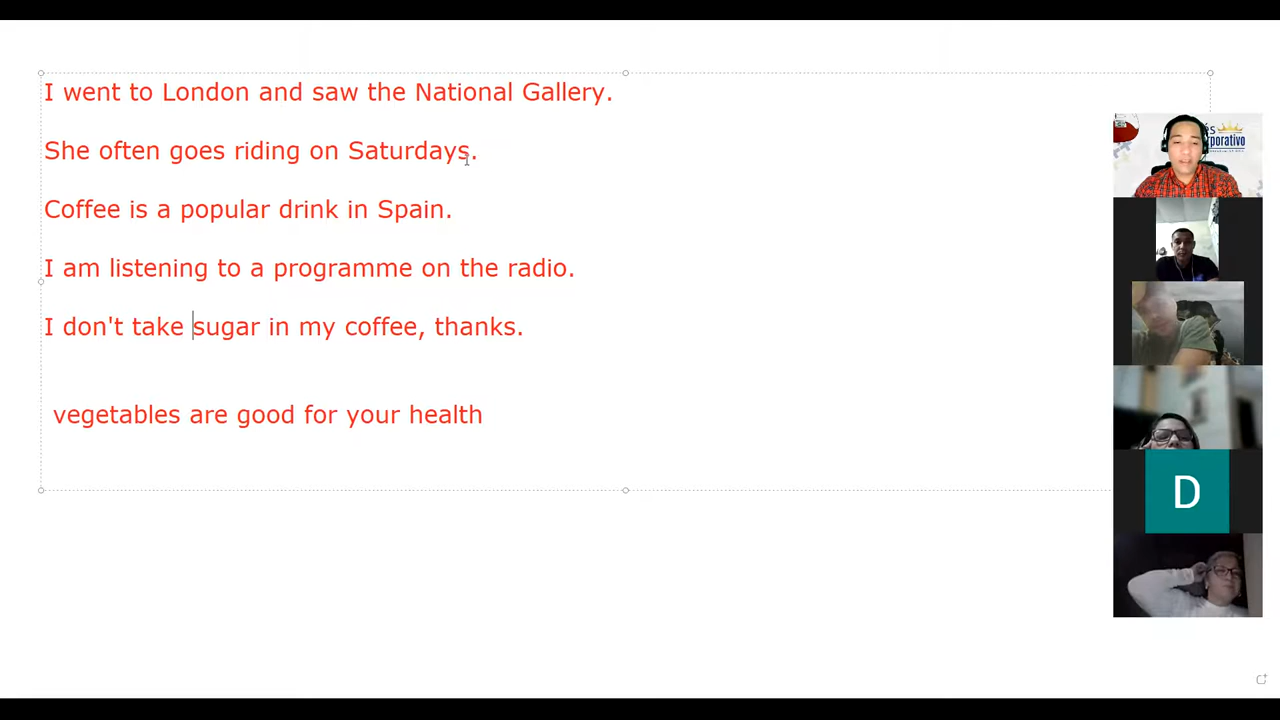 I went to London and saw the National Gallery.
She often goes riding on Saturdays.
Coffee is a popular drink in Spain.
I am listening to a programme on the radio.
I don't take sugar in my coffee, thanks.
vegetables are good for your health
D